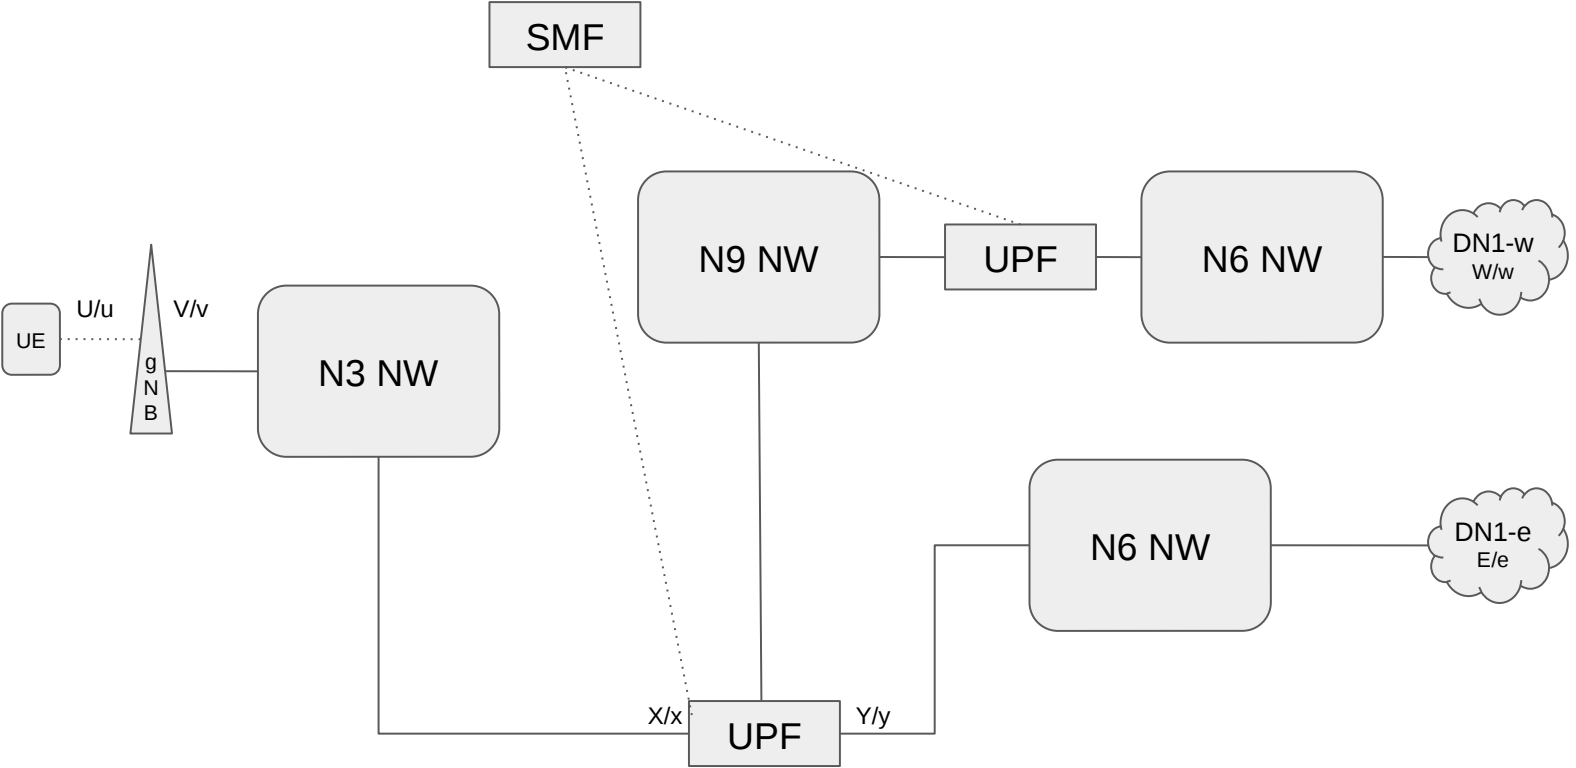 SMF
N9 NW
UPF
N6 NW
DN1-w
W/w
UE
U/u
g
N
B
V/v
N3 NW
N6 NW
DN1-e
E/e
X/x
UPF
Y/y